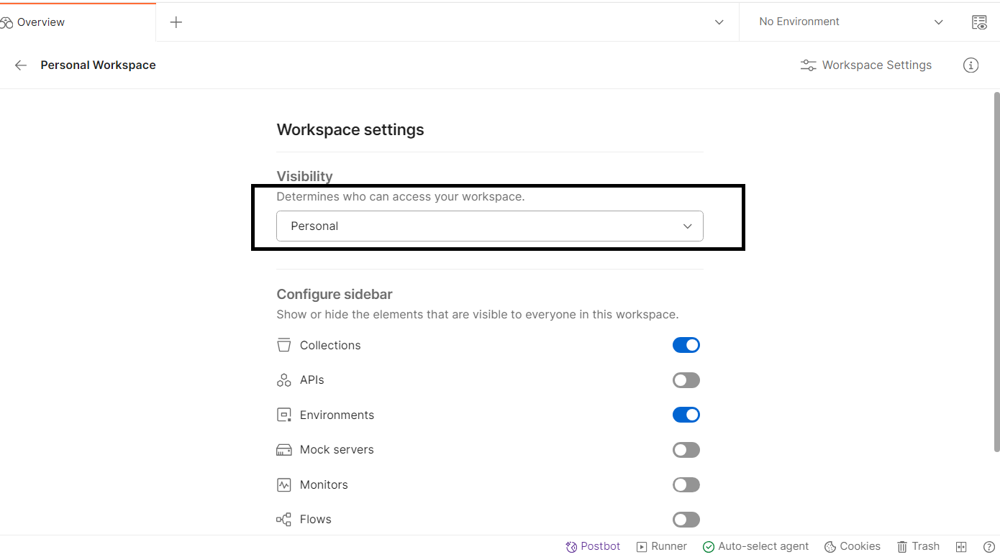 Overview
No Environment
Personal Workspace
Workspace Settings
Workspace settings
Visibility
Determines who can access your workspace.
Personal
Configure sidebar
Show or hide the elements that are visible to everyone in this workspace.
Collections
APIs
Environments
Mock servers
Monitors
Flows
Postbot Runner Auto-select agent Cookies Trash